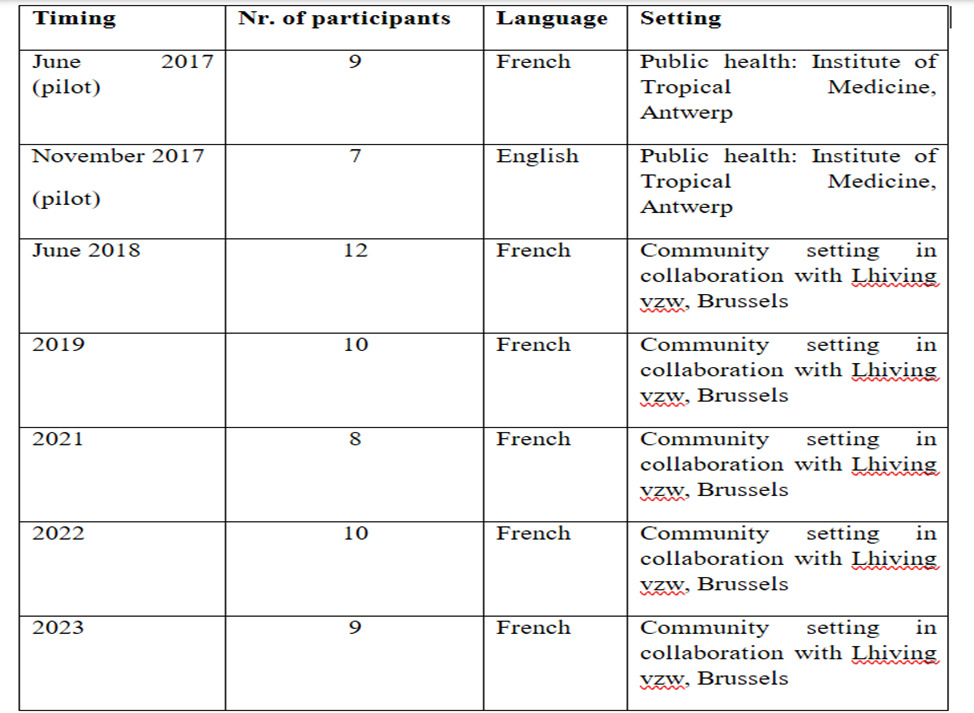 Timing Nr. of participants Language Setting
June 2017 9 French Public health: Institute of
(pilot) Tropical Medicine,
Antwerp
November 2017 7 English Public health: Institute of
Tropical Medicine,
(pilot) Antwerp
June 2018 12 French Community setting in
collaboration with Lhiving
vzw, Brussels
2019 10 French Community setting in
collaboration with Lhiving
vzw, Brussels
2021 8 French Community setting in
collaboration with Lhiving
vzw, Brussels
2022 10 French Community setting in
collaboration with Lhiving
vzw, Brussels
2023 9 French Community setting in
collaboration with Lhiving
vzw, Brussels